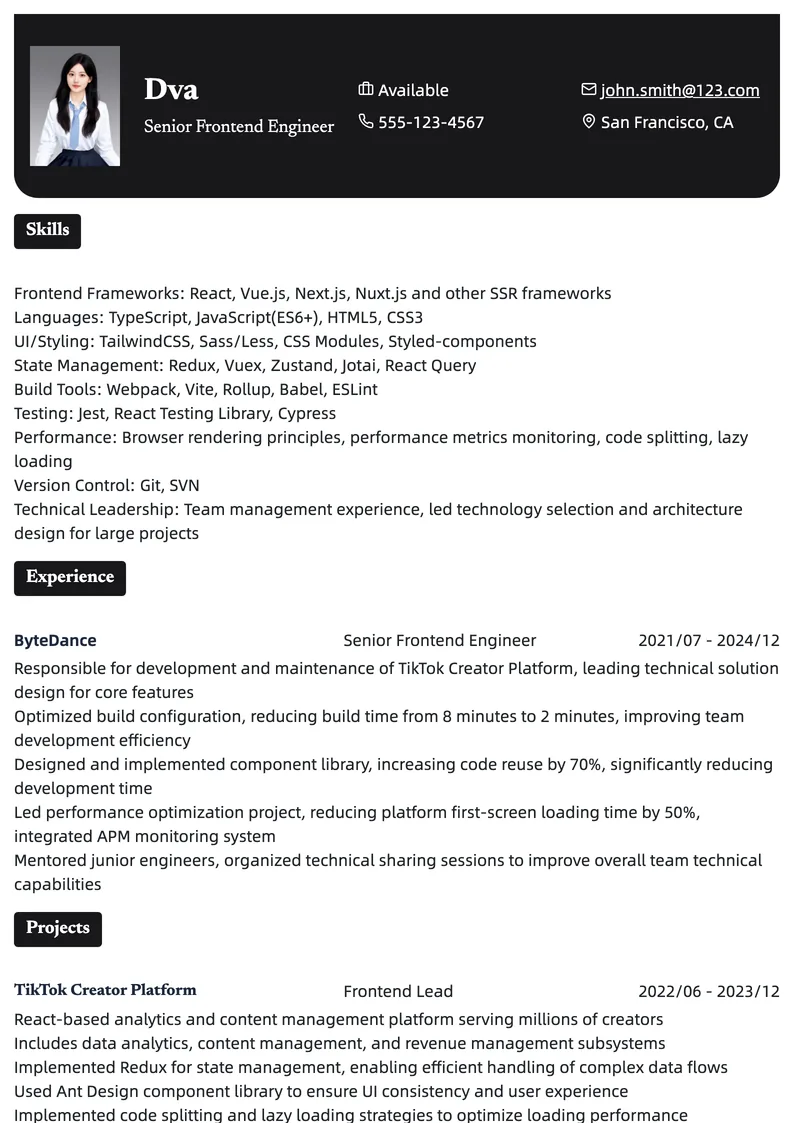 Dva
Senior Frontend Engineer
Available
555-123-4567
john.smith@123.com
San Francisco, CA
Skills
Frontend Frameworks: React, Vue.js, Next.js, Nuxt.js and other SSR frameworks
Languages: TypeScript, JavaScript(ES6+), HTML5, CSS3
UI/Styling: TailwindCSS, Sass/Less, CSS Modules, Styled-components
State Management: Redux, Vuex, Zustand, Jotai, React Query
Build Tools: Webpack, Vite, Rollup, Babel, ESLint
Testing: Jest, React Testing Library, Cypress
Performance: Browser rendering principles, performance metrics monitoring, code splitting, lazy
loading
Version Control: Git, SVN
Technical Leadership: Team management experience, led technology selection and architecture
design for large projects
Experience
ByteDance Senior Frontend Engineer 2021/07 - 2024/12
Responsible for development and maintenance of TikTok Creator Platform, leading technical solution
design for core features
Optimized build configuration, reducing build time from 8 minutes to 2 minutes, improving team
development efficiency
Designed and implemented component library, increasing code reuse by 70%, significantly reducing
development time
Led performance optimization project, reducing platform first-screen loading time by 50%,
integrated APM monitoring system
Mentored junior engineers, organized technical sharing sessions to improve overall team technical
capabilities
Projects
TikTok Creator Platform Frontend Lead 2022/06 - 2023/12
React-based analytics and content management platform serving millions of creators
Includes data analytics, content management, and revenue management subsystems
Implemented Redux for state management, enabling efficient handling of complex data flows
Used Ant Design component library to ensure UI consistency and user experience
Implemented code splitting and lazy loading strategies to optimize loading performance